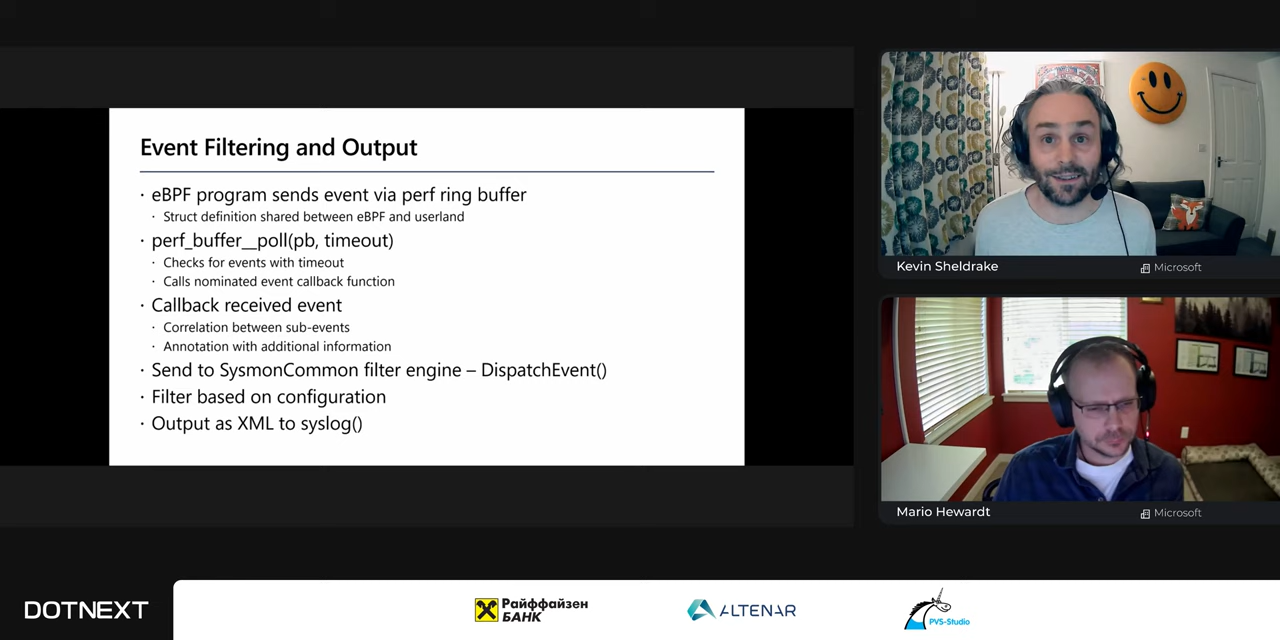 Event Filtering and Output
· eBPF program sends event via perf ring buffer
· Struct definition shared between eBPF and userland
· perf_buffer__poll(pb, timeout)
· Checks for events with timeout
· Calls nominated event callback function
· Callback received event
· Correlation between sub-events
· Annotation with additional information
· Send to SysmonCommon filter engine – DispatchEvent()
· Filter based on configuration
· Output as XML to syslog()
Kevin Sheldrake
Microsoft
Mario Hewardt
Microsoft
DOTNEXT
Райффайзен
БАНК
ALTENAR
PVS-Studio